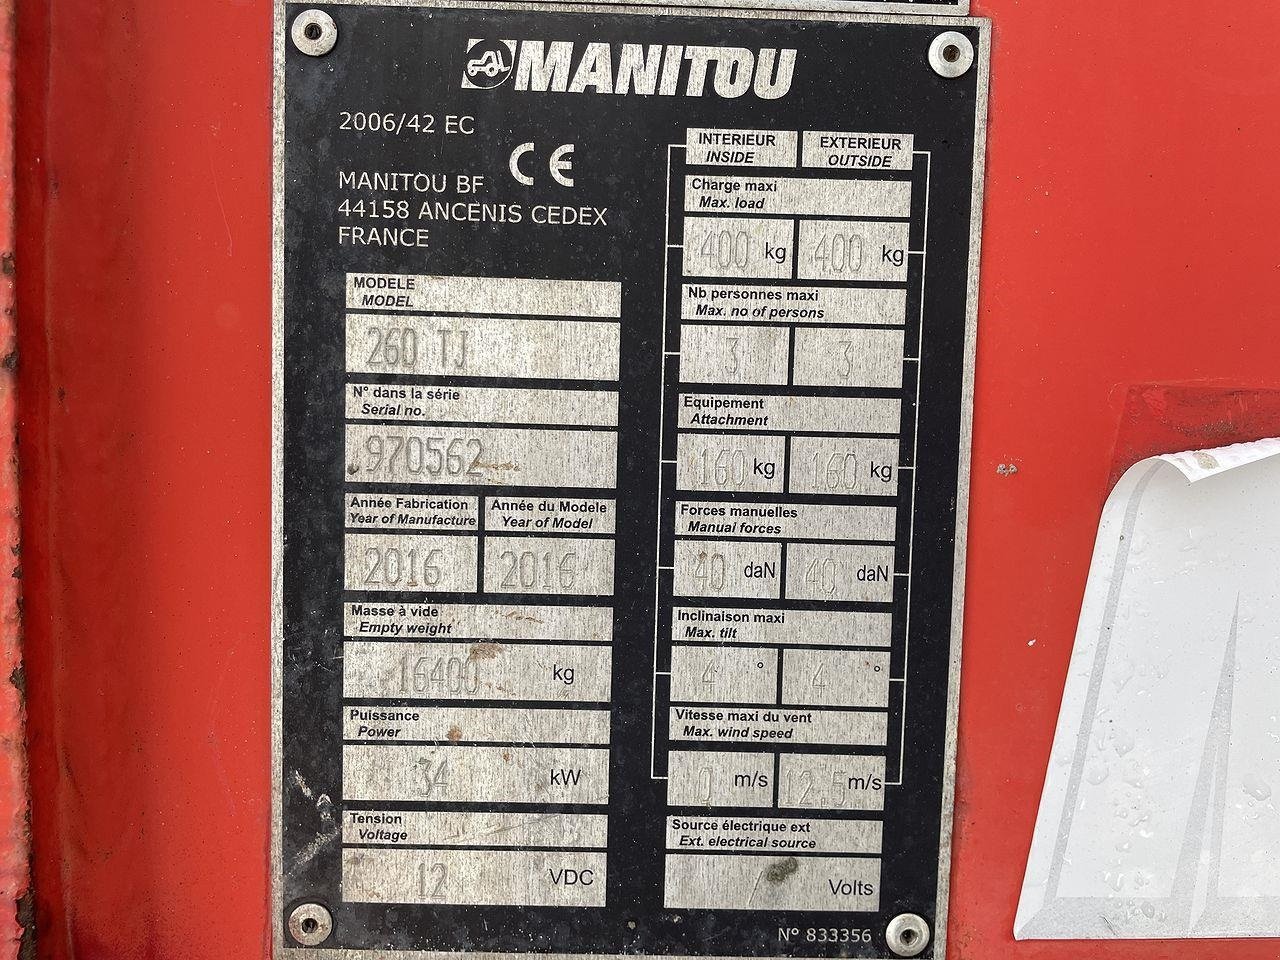 MANITOU
2006/42 EC
CE
MANITOU BF
44158 ANCENIS CEDEX
FRANCE
MODELE
MODEL
260 TJ
N° dans la série
Serial no.
970562
Année Fabrication
Year of Manufacture
2016
Année du Modele
Year of Model
2016
Masse à vide
Empty weight
16400 kg
Puissance
Power
34 kW
Tension
Voltage
12 VDC
INTERIEUR
INSIDE
EXTERIEUR
OUTSIDE
Charge maxi
Max. load
400 kg 400 kg
Nb personnes maxi
Max. no of persons
3 3
Equipement
Attachment
160 kg 160 kg
Forces manuelles
Manual forces
40 daN 40 daN
Inclinaison maxi
Max. tilt
4 ° 4 °
Vitesse maxi du vent
Max. wind speed
0 m/s 12.5 m/s
Source électrique ext
Ext. electrical source
/ Volts
N° 833356